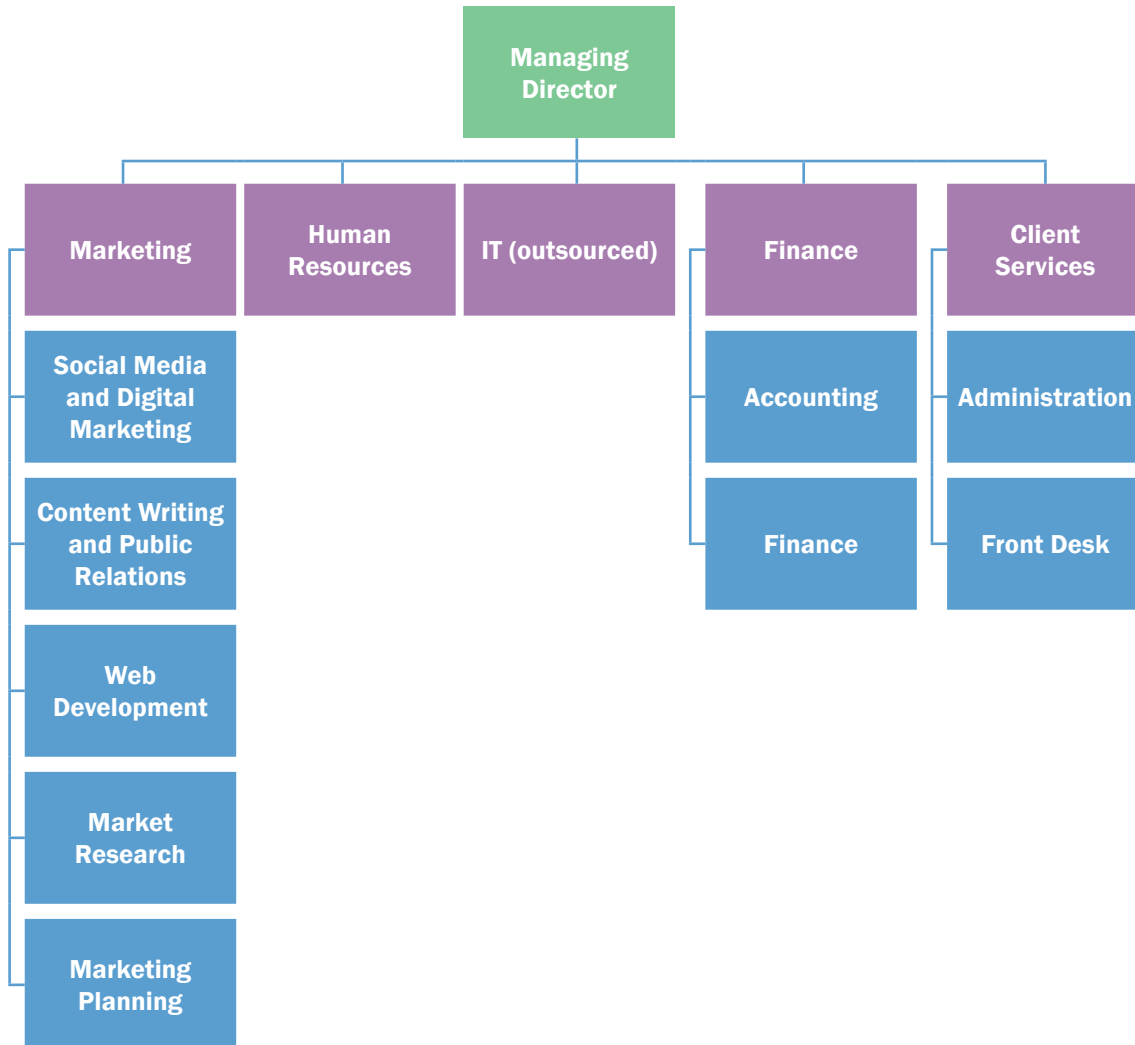 Managing
Director
Marketing
Human
Resources
IT (outsourced)
Finance
Client
Services
Social Media
and Digital
Marketing
Accounting
Administration
Content Writing
and Public
Relations
Finance
Front Desk
Web
Development
Market
Research
Marketing
Planning